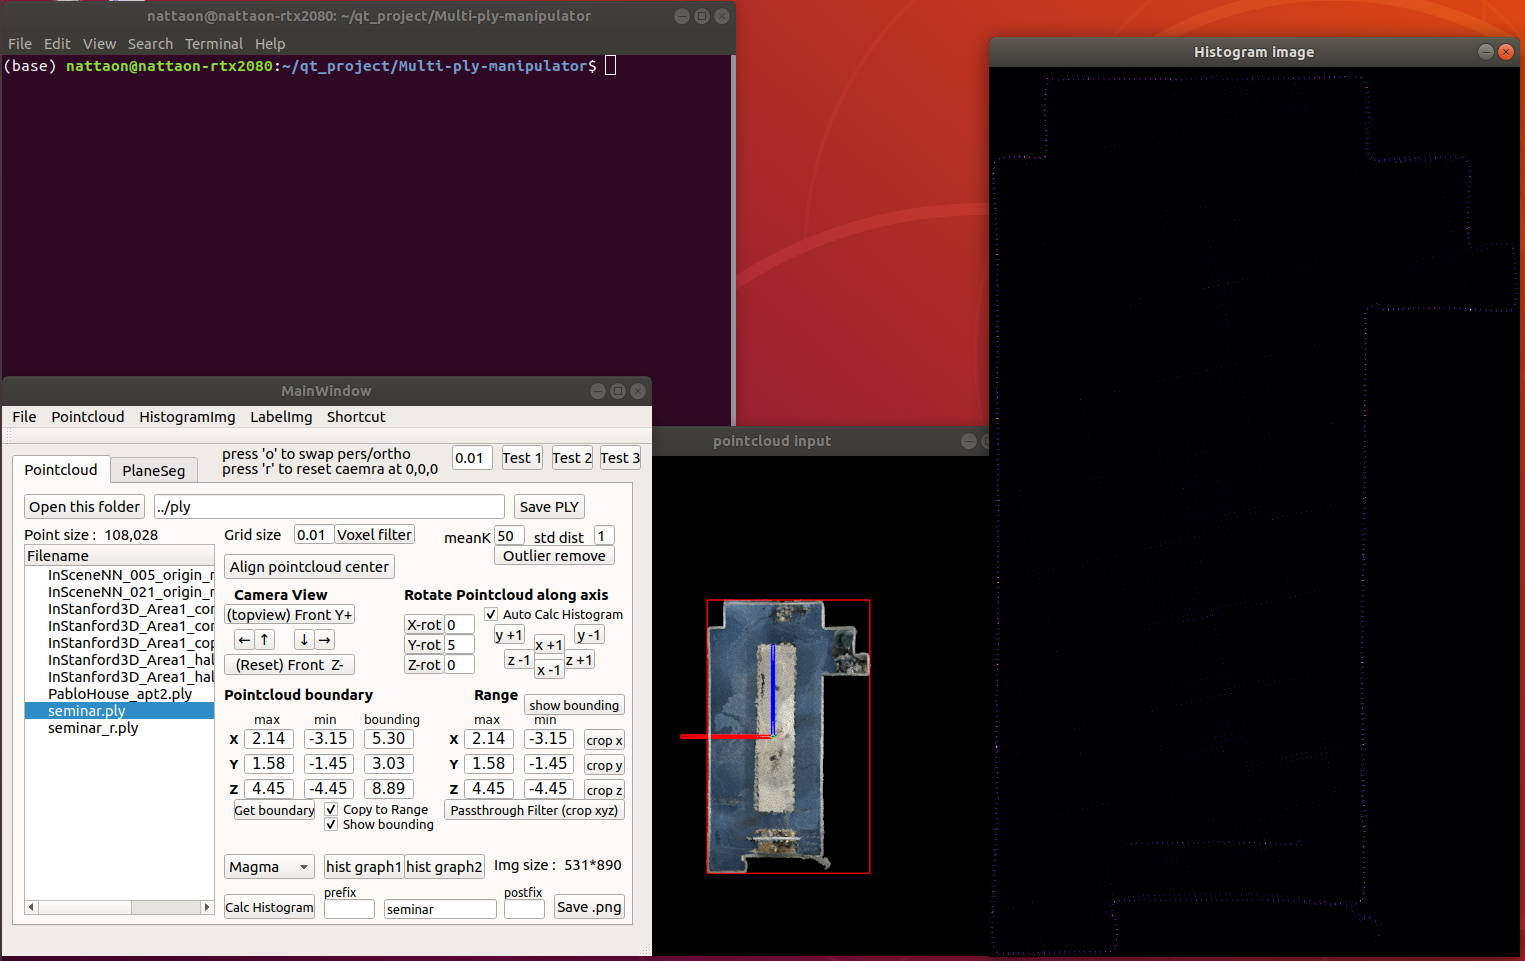 nattaon@nattaon-rtx2080: ~/qt_project/Multi-ply-manipulator
File Edit View Search Terminal Help
(base) nattaon@nattaon-rtx2080:~/qt_project/Multi-ply-manipulator$
Histogram image
MainWindow
File Pointcloud HistogramImg LabelImg Shortcut
pointcloud input
Pointcloud PlaneSeg
press 'o' to swap pers/ortho
press 'r' to reset caemra at 0,0,0
0.01 Test 1 Test 2 Test 3
Open this folder ../ply Save PLY
Point size : 108,028
Grid size 0.01 Voxel filter
meanK 50 std dist 1
Outlier remove
Filename
InSceneNN_005_origin_r
InSceneNN_021_origin_r
InStanford3D_Area1_cor
InStanford3D_Area1_cor
InStanford3D_Area1_cop
InStanford3D_Area1_hal
InStanford3D_Area1_hal
PabloHouse_apt2.ply
seminar.ply
seminar_r.ply
Align pointcloud center
Camera View
(topview) Front Y+
← ↑ ↓ →
(Reset) Front Z-
Rotate Pointcloud along axis
Auto Calc Histogram
X-rot 0
Y-rot 5
Z-rot 0
y +1 x +1 y -1
z -1 x -1 z +1
Pointcloud boundary
max min bounding
X 2.14 -3.15 5.30
Y 1.58 -1.45 3.03
Z 4.45 -4.45 8.89
Get boundary Copy to Range
Show bounding
Range show bounding
max min
X 2.14 -3.15 crop x
Y 1.58 -1.45 crop y
Z 4.45 -4.45 crop z
Passthrough Filter (crop xyz)
Magma hist graph1 hist graph2 Img size : 531*890
prefix postfix
Calc Histogram seminar Save .png